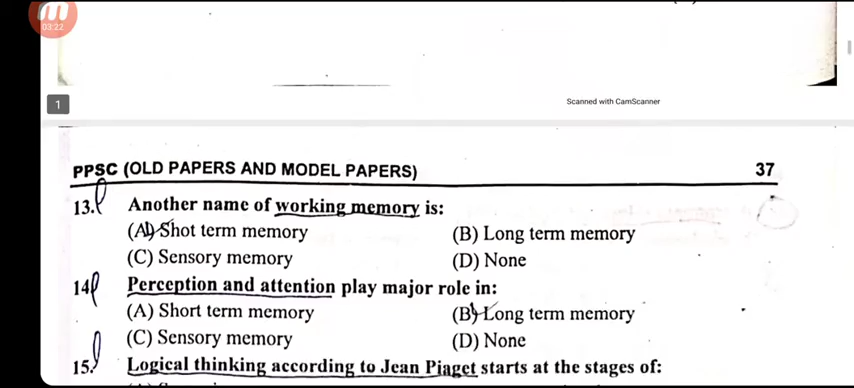 03:22
1
Scanned with CamScanner
PPSC (OLD PAPERS AND MODEL PAPERS) 37
13. Another name of working memory is:
(A) Shot term memory (B) Long term memory
(C) Sensory memory (D) None
14. Perception and attention play major role in:
(A) Short term memory (B) Long term memory
(C) Sensory memory (D) None
15. Logical thinking according to Jean Piaget starts at the stages of: